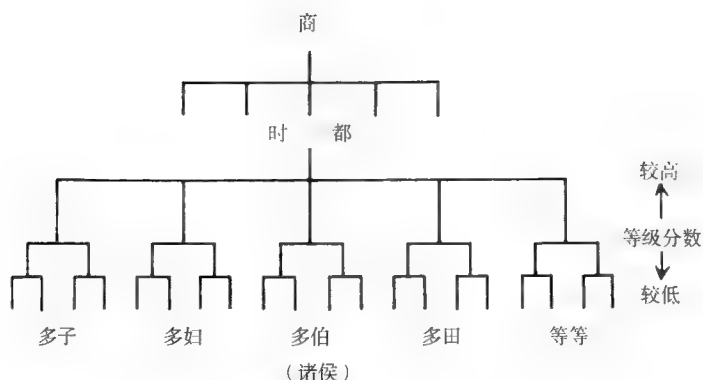 商
时 都
较高
等级分数
较低
多子 多妇 多伯 多田 等等
（诸侯）